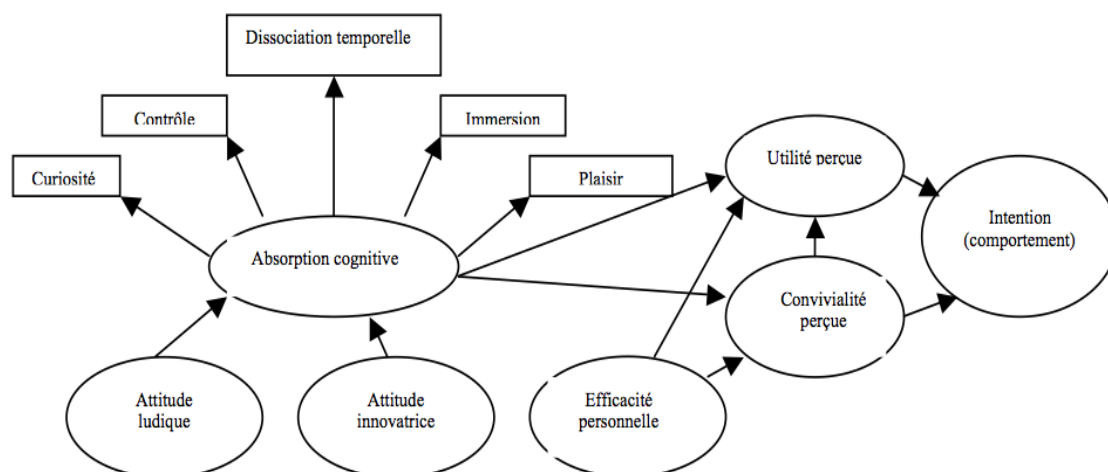 Dissociation temporelle
Contrôle
Immersion
Curiosité
Plaisir
Utilité perçue
Absorption cognitive
Intention
(comportement)
Convivialité
perçue
Attitude
ludique
Attitude
innovatrice
Efficacité
personnelle